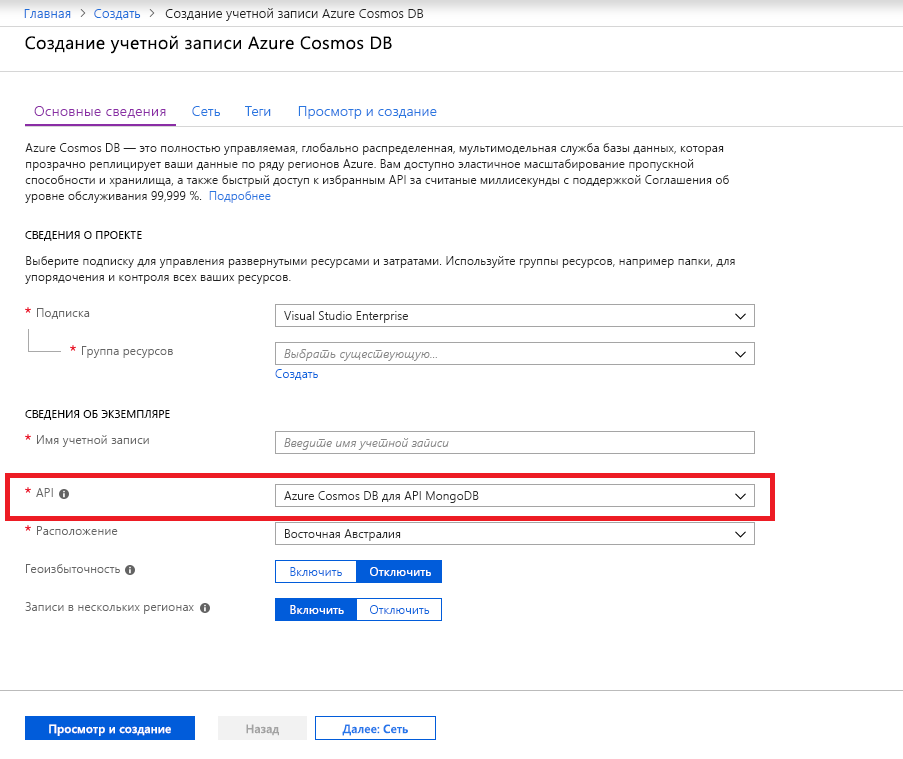 Главная > Создать > Создание учетной записи Azure Cosmos DB
Создание учетной записи Azure Cosmos DB
Основные сведения Сеть Теги Просмотр и создание
Azure Cosmos DB — это полностью управляемая, глобально распределенная, мультимодельная служба базы данных, которая
прозрачно реплицирует ваши данные по ряду регионов Azure. Вам доступно эластичное масштабирование пропускной
способности и хранилища, а также быстрый доступ к избранным API за считаные миллисекунды с поддержкой Соглашения об
уровне обслуживания 99,999 %. Подробнее
СВЕДЕНИЯ О ПРОЕКТЕ
Выберите подписку для управления развернутыми ресурсами и затратами. Используйте группы ресурсов, например папки, для
упорядочения и контроля всех ваших ресурсов.
* Подписка Visual Studio Enterprise
* Группа ресурсов Выбрать существующую...
Создать
СВЕДЕНИЯ ОБ ЭКЗЕМПЛЯРЕ
* Имя учетной записи Введите имя учетной записи
* API Azure Cosmos DB для API MongoDB
* Расположение Восточная Австралия
Геоизбыточность Включить Отключить
Записи в нескольких регионах Включить Отключить
Просмотр и создание Назад Далее: Сеть